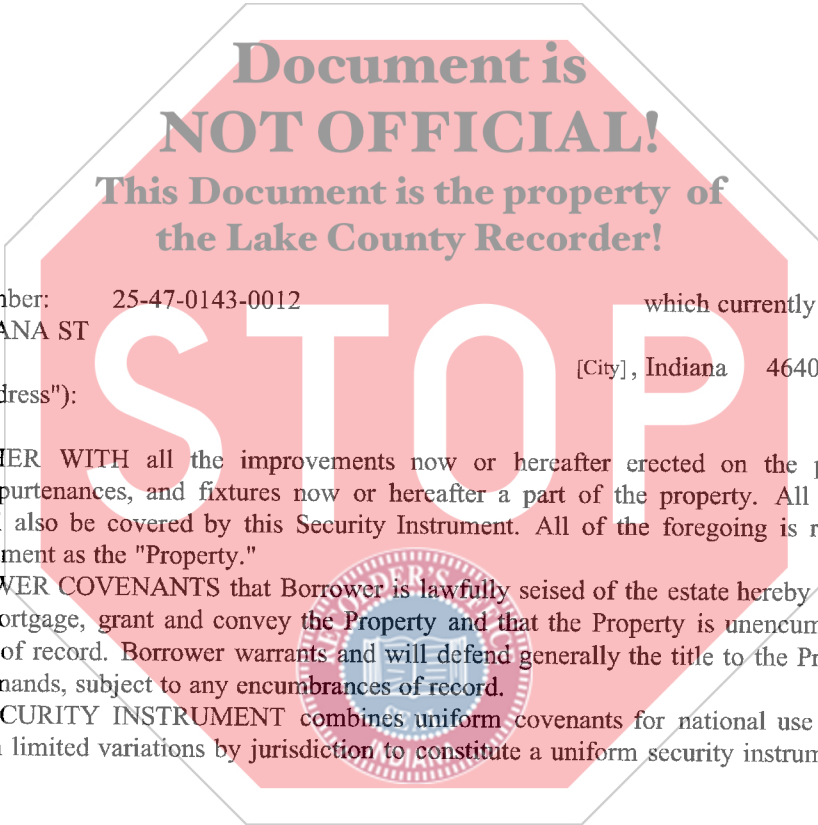 Document is
NOT OFFICIAL!
This Document is the property of
the Lake County Recorder!
STOP
nber: 25-47-0143-0012 which currently
ANA ST
[City], Indiana 4640
dress"):
HER WITH all the improvements now or hereafter erected on the p
purtenances, and fixtures now or hereafter a part of the property. All
also be covered by this Security Instrument. All of the foregoing is r
ment as the "Property."
WER COVENANTS that Borrower is lawfully seised of the estate hereby
ortgage, grant and convey the Property and that the Property is unencum
of record. Borrower warrants and will defend generally the title to the Pr
nands, subject to any encumbrances of record.
CURITY INSTRUMENT combines uniform covenants for national use
limited variations by jurisdiction to constitute a uniform security instrum
RECORDER'S OFFICE
SEAL
INDIANA